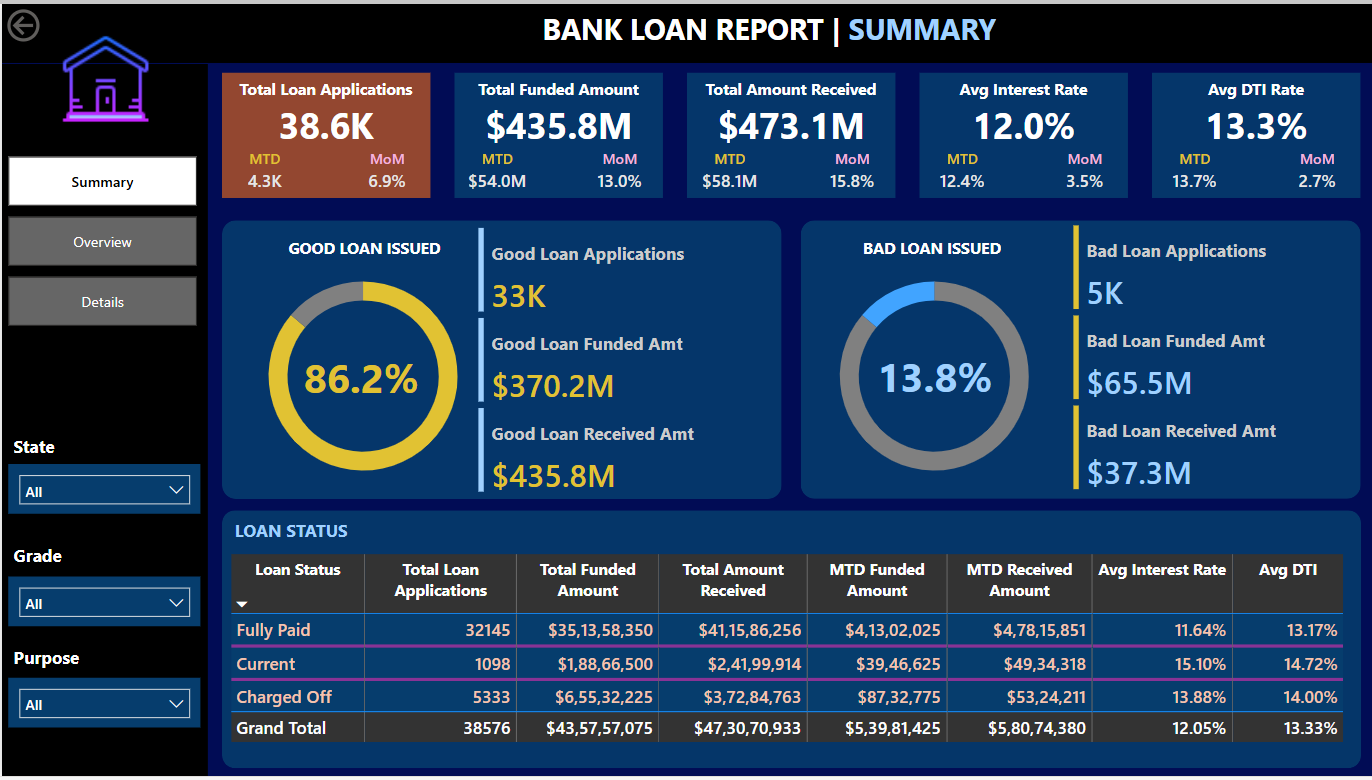 BANK LOAN REPORT | SUMMARY
Summary
Overview
Details
State
All
Grade
All
Purpose
All
Total Loan Applications
38.6K
MTD MoM
4.3K 6.9%
Total Funded Amount
$435.8M
MTD MoM
$54.0M 13.0%
Total Amount Received
$473.1M
MTD MoM
$58.1M 15.8%
Avg Interest Rate
12.0%
MTD MoM
12.4% 3.5%
Avg DTI Rate
13.3%
MTD MoM
13.7% 2.7%
GOOD LOAN ISSUED
86.2%
Good Loan Applications
33K
Good Loan Funded Amt
$370.2M
Good Loan Received Amt
$435.8M
BAD LOAN ISSUED
13.8%
Bad Loan Applications
5K
Bad Loan Funded Amt
$65.5M
Bad Loan Received Amt
$37.3M
LOAN STATUS
Loan Status Total Loan Applications Total Funded Amount Total Amount Received MTD Funded Amount MTD Received Amount Avg Interest Rate Avg DTI
Fully Paid 32145 $35,13,58,350 $41,15,86,256 $4,13,02,025 $4,78,15,851 11.64% 13.17%
Current 1098 $1,88,66,500 $2,41,99,914 $39,46,625 $49,34,318 15.10% 14.72%
Charged Off 5333 $6,55,32,225 $3,72,84,763 $87,32,775 $53,24,211 13.88% 14.00%
Grand Total 38576 $43,57,57,075 $47,30,70,933 $5,39,81,425 $5,80,74,380 12.05% 13.33%